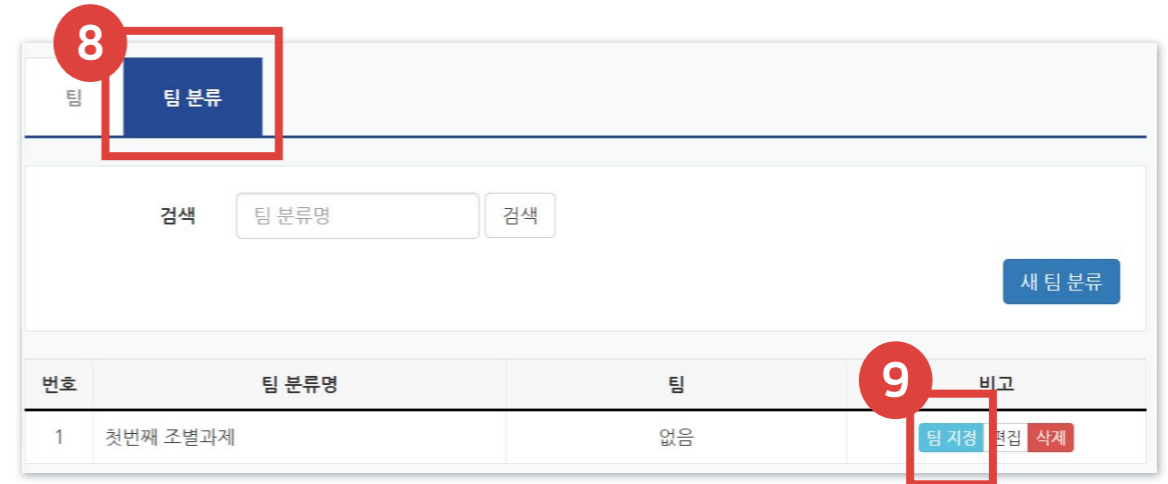 8
팀 팀 분류
검색 팀 분류명 검색
새 팀 분류
번호 팀 분류명 팀 9 비고
1 첫번째 조별과제 없음 팀 지정 편집 삭제